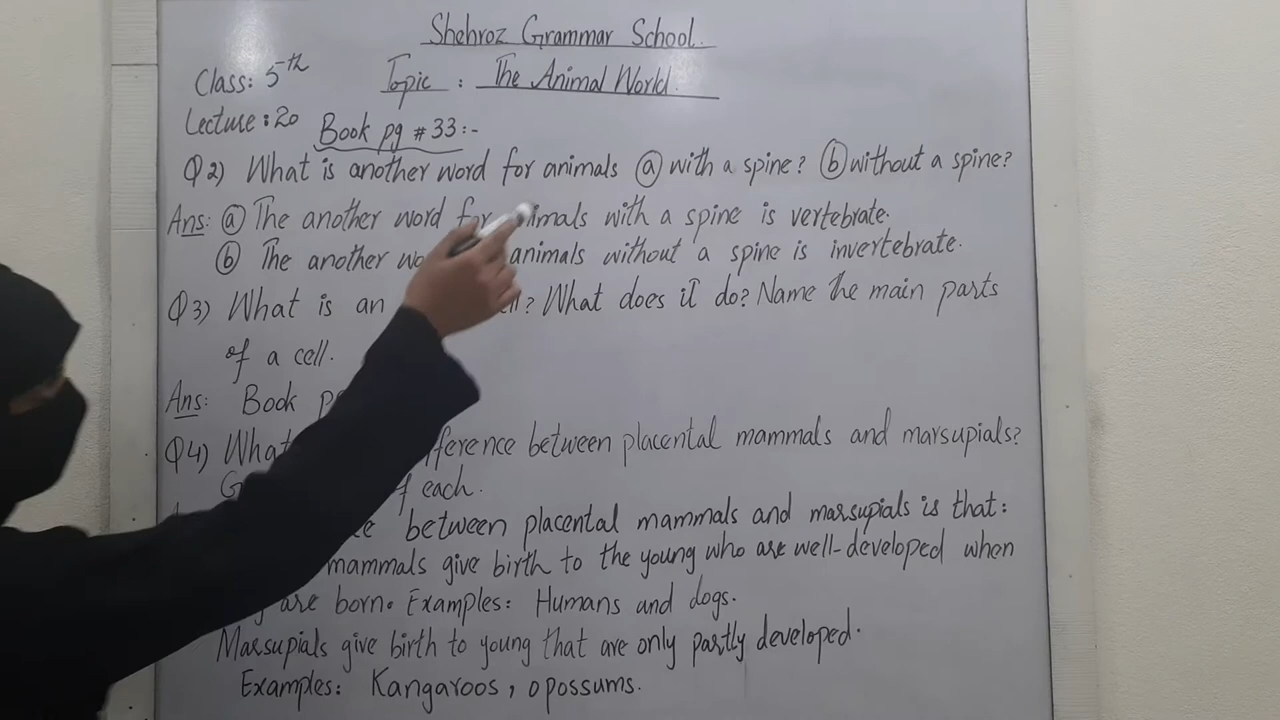 Shehroz Grammar School.
Class: 5th Topic : The Animal World.
Lecture: 20 Book pg # 33:-
Q2) What is another word for animals (a) with a spine? (b) without a spine?
Ans: (a) The another word for animals with a spine is vertebrate.
(b) The another animals without a spine is invertebrate.
Q3) What is an ? What does it do? Name the main parts
of a cell.
Ans: Book
Q4) What difference between placental mammals and marsupials?
of each.
between placental mammals and marsupials is that:
mammals give birth to the young who are well-developed when
are born. Examples: Humans and dogs.
Marsupials give birth to young that are only partly developed.
Examples: Kangaroos, opossums.